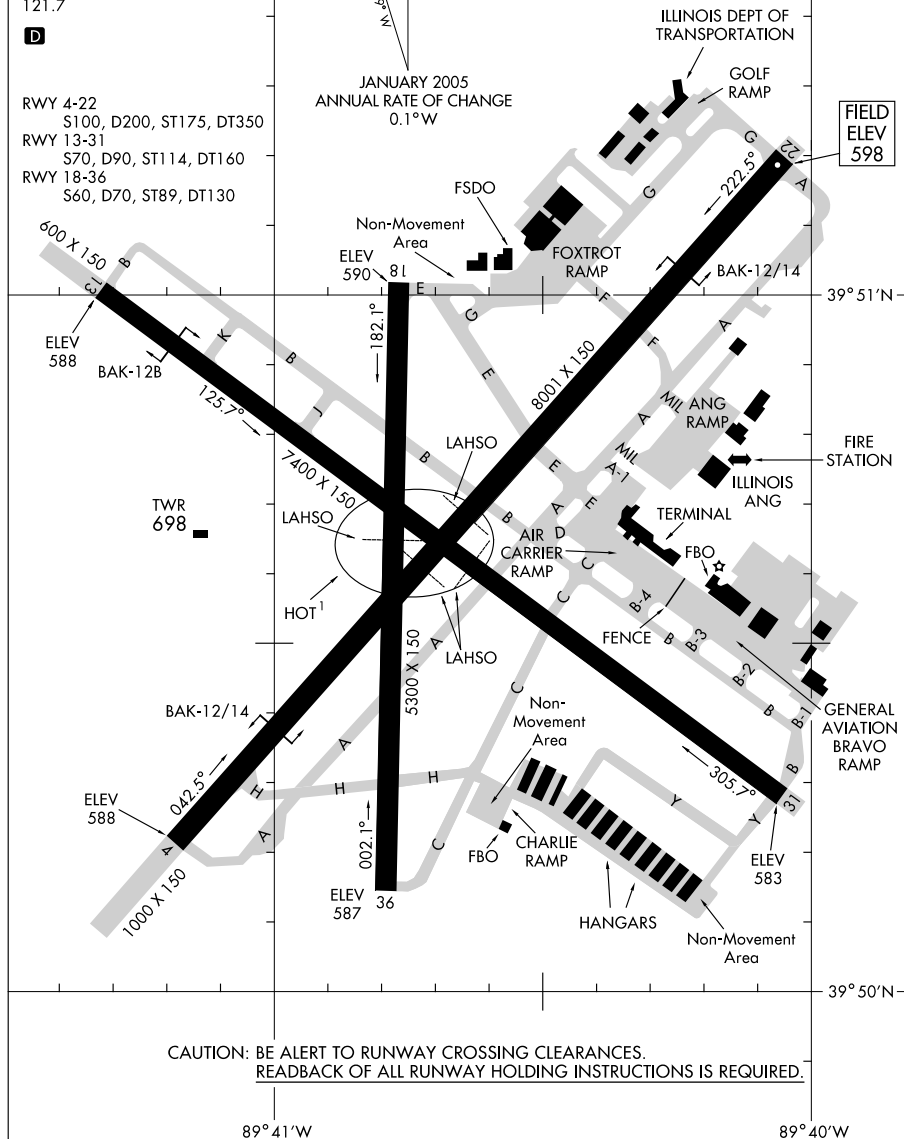 121.7
D
9° W
JANUARY 2005
ANNUAL RATE OF CHANGE
0.1°W
RWY 4-22
S100, D200, ST175, DT350
RWY 13-31
S70, D90, ST114, DT160
RWY 18-36
S60, D70, ST89, DT130
ILLINOIS DEPT OF
TRANSPORTATION
GOLF
RAMP
FIELD
ELEV
598
G
22
A
222.5°
G
FSDO
Non-Movement
Area
FOXTROT
RAMP
600 X 150
B
13
ELEV
590
18
E
BAK-12/14
39°51'N
ELEV
588
K
182.1°
G
F
A
BAK-12B
B
E
F
8001 X 150
125.7°
J
A
MIL
ANG
RAMP
7400 X 150
B
LAHSO
E
MIL
A-1
FIRE
STATION
ILLINOIS
ANG
TWR
698
LAHSO
B
A
E
D
TERMINAL
AIR
CARRIER
RAMP
FBO
C
C
HOT 1
B-4
FENCE
B
B-3
A
LAHSO
5300 X 150
B-2
C
B
B-1
BAK-12/14
Non-
Movement
Area
GENERAL
AVIATION
BRAVO
RAMP
A
B
305.7°
042.5°
H
H
H
Y
31
ELEV
588
A
002.1°
C
Y
4
FBO
CHARLIE
RAMP
ELEV
583
ELEV
587
36
1000 X 150
HANGARS
Non-Movement
Area
39°50'N
CAUTION: BE ALERT TO RUNWAY CROSSING CLEARANCES.
READBACK OF ALL RUNWAY HOLDING INSTRUCTIONS IS REQUIRED.
89°41'W
89°40'W